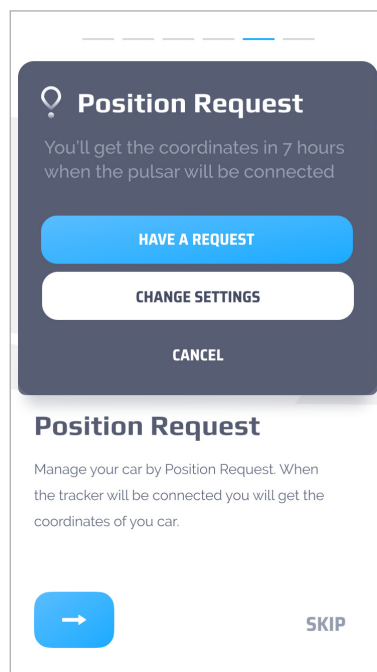 Position Request
You'll get the coordinates in 7 hours
when the pulsar will be connected
HAVE A REQUEST
CHANGE SETTINGS
CANCEL
Position Request
Manage your car by Position Request. When
the tracker will be connected you will get the
coordinates of you car.
SKIP